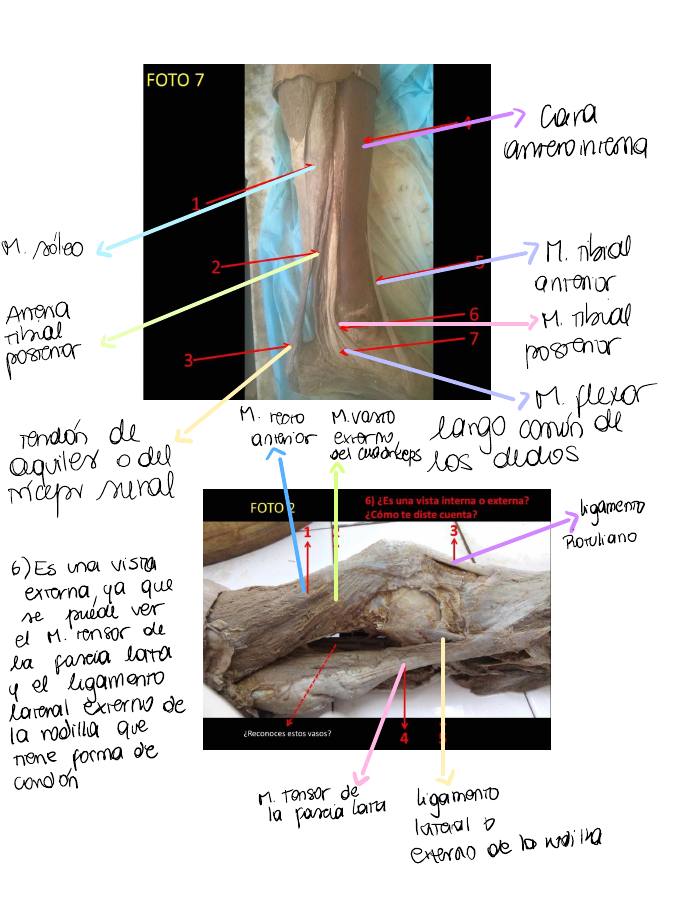 FOTO 7
4
Cara
anterointerna
1
M. sóleo
2
5
M. tibial
anterior
Arteria
tibial
posterior
6
M. tibial
posterior
3
7
M. flexor
largo común de
los dedos
Tendón de
aquiles o del
tríceps sural
M. recto
anterior
M. vasto
externo
del cuadríceps
FOTO 2
6) ¿Es una vista interna o externa?
¿Cómo te diste cuenta?
1
3
ligamento
Rotuliano
6) Es una vista
externa, ya que
se puede ver
el M. tensor de
la fascia lata
y el ligamento
lateral externo de
la rodilla que
tiene forma de
cordón
¿Reconoces estos vasos?
4
M. tensor de
la fascia lata
ligamento
lateral
externo de la rodilla